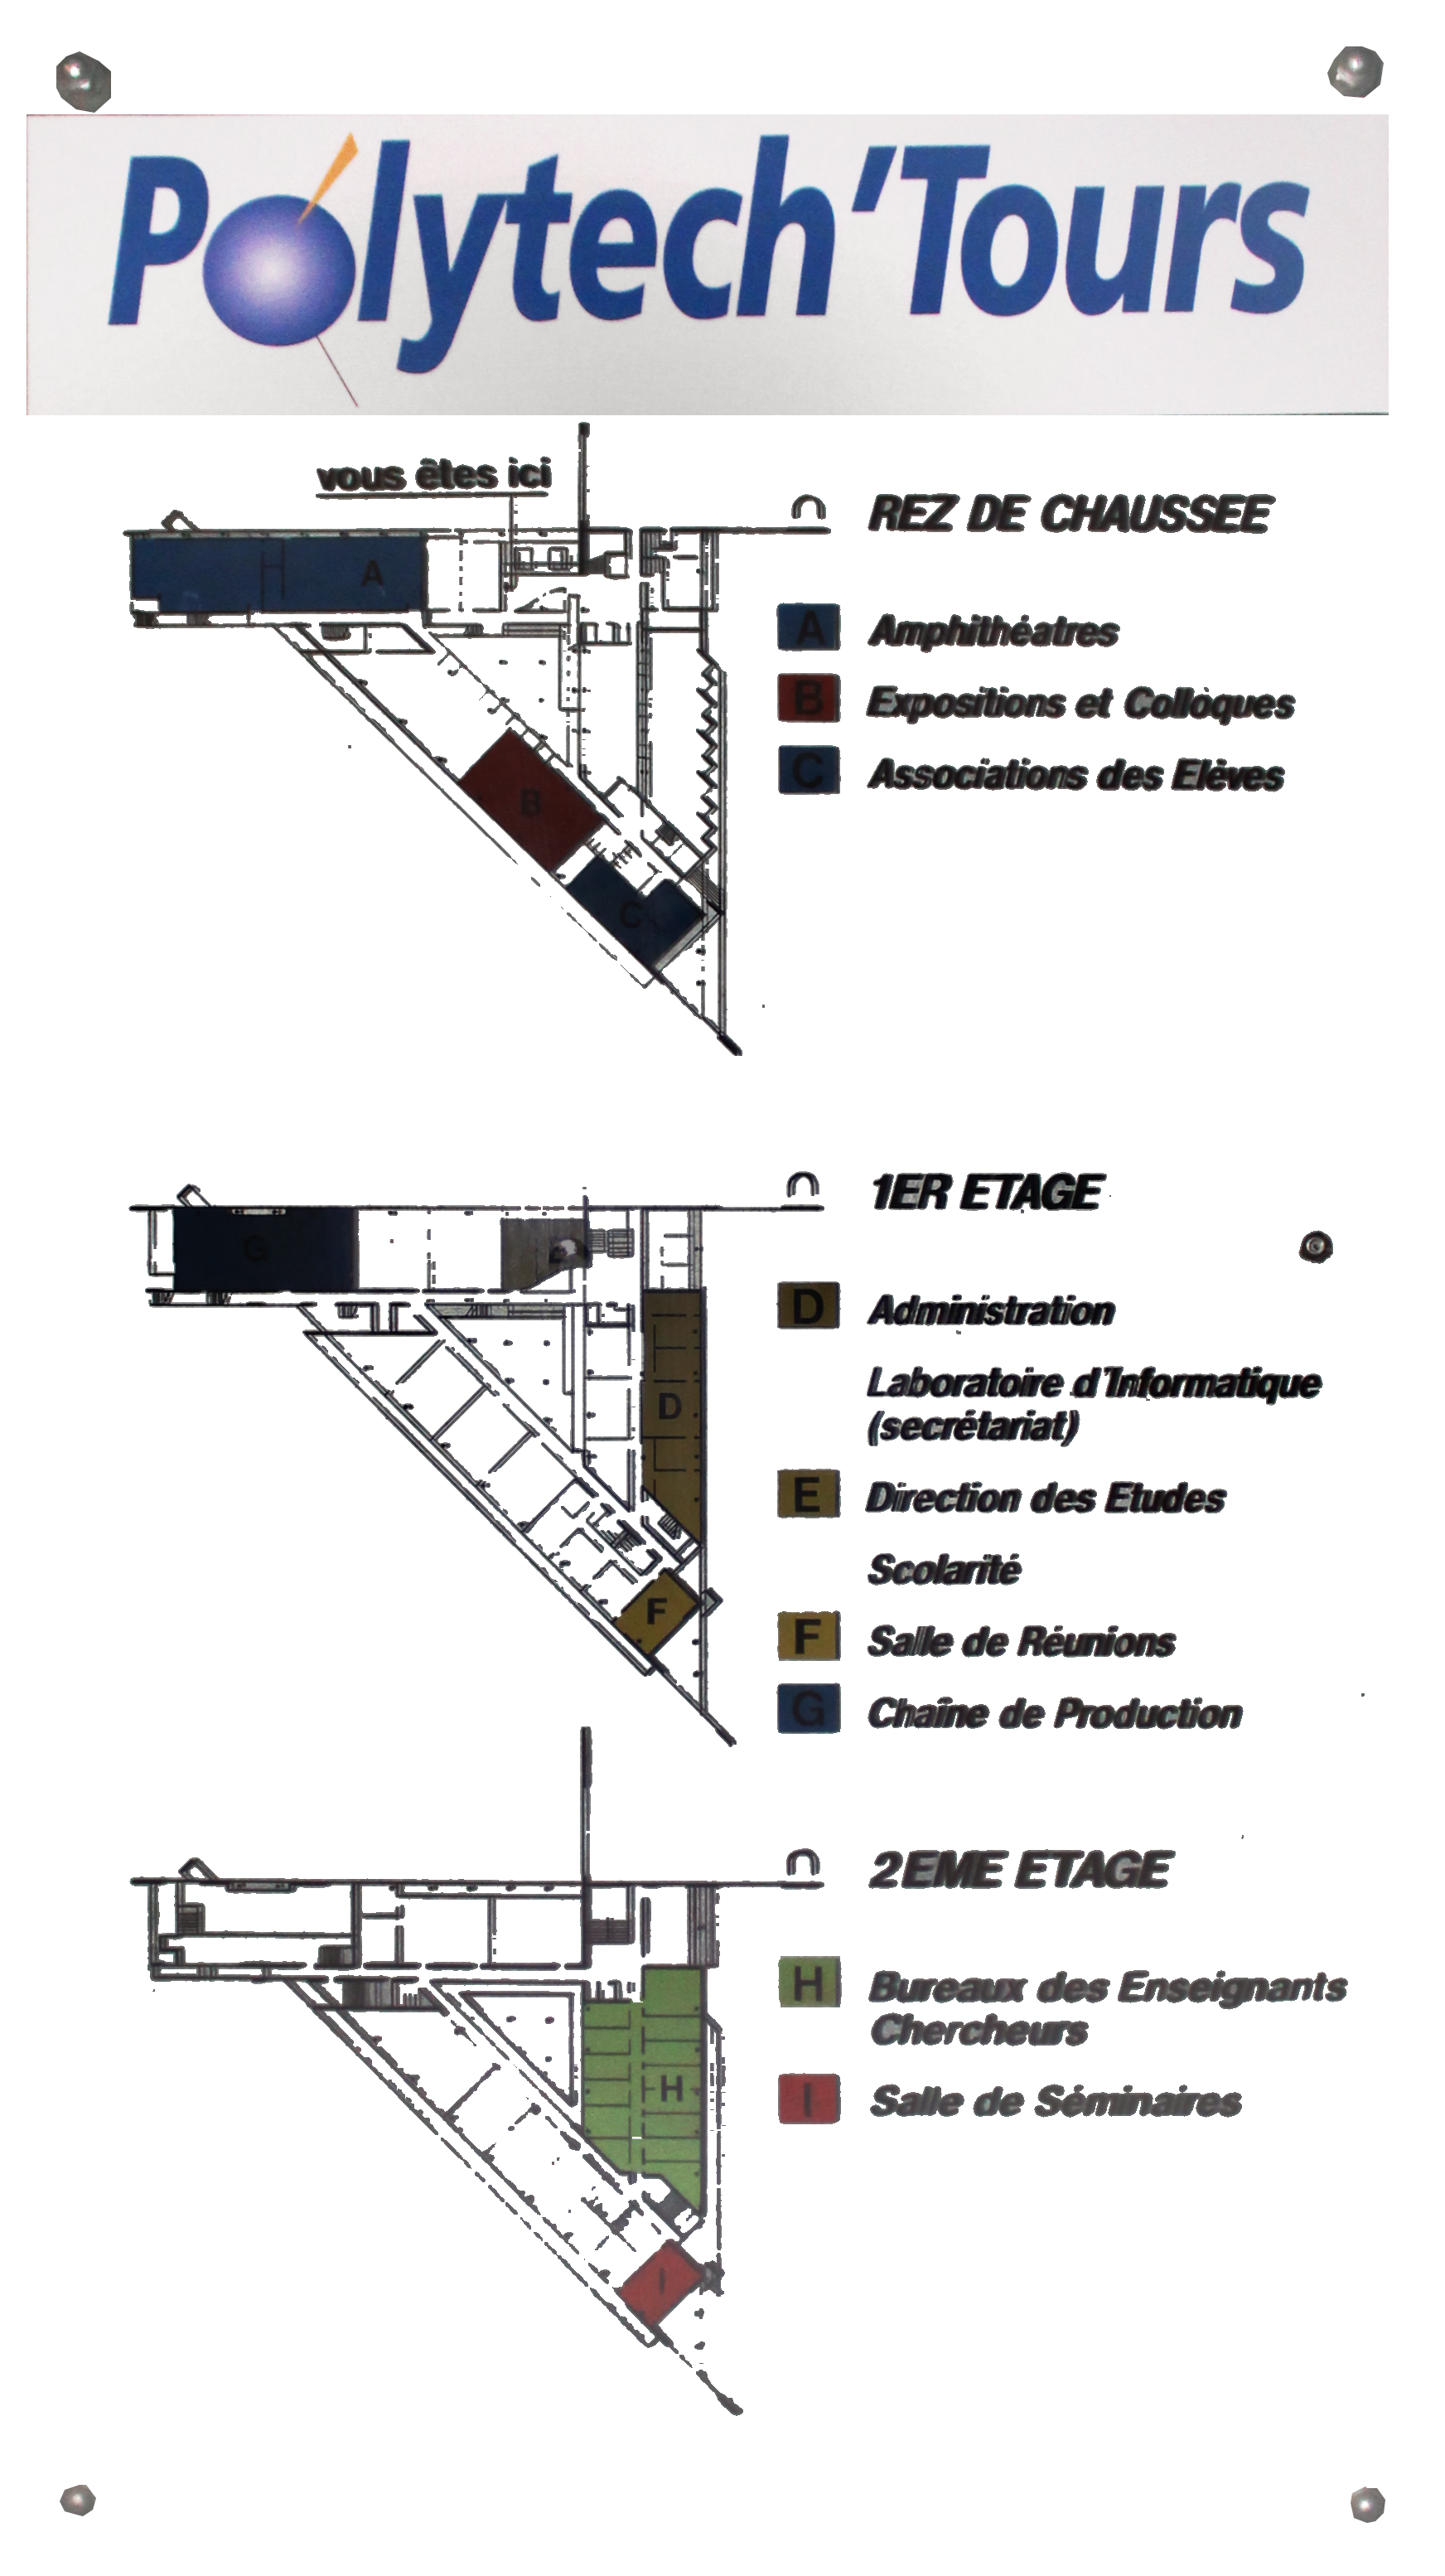 Polytech'Tours
vous êtes ici
REZ DE CHAUSSEE
A
A Amphithéatres
B Expositions et Collòques
C Associations des Elèves
B
C
1ER ETAGE
G
D Administration
Laboratoire d'Informatique
(secrétariat)
D
E Direction des Etudes
Scolarité
F
F Salle de Réunions
G Chaîne de Production
2EME ETAGE
H Bureaux des Enseignants
Chercheurs
H
I Salle de Séminaires
I